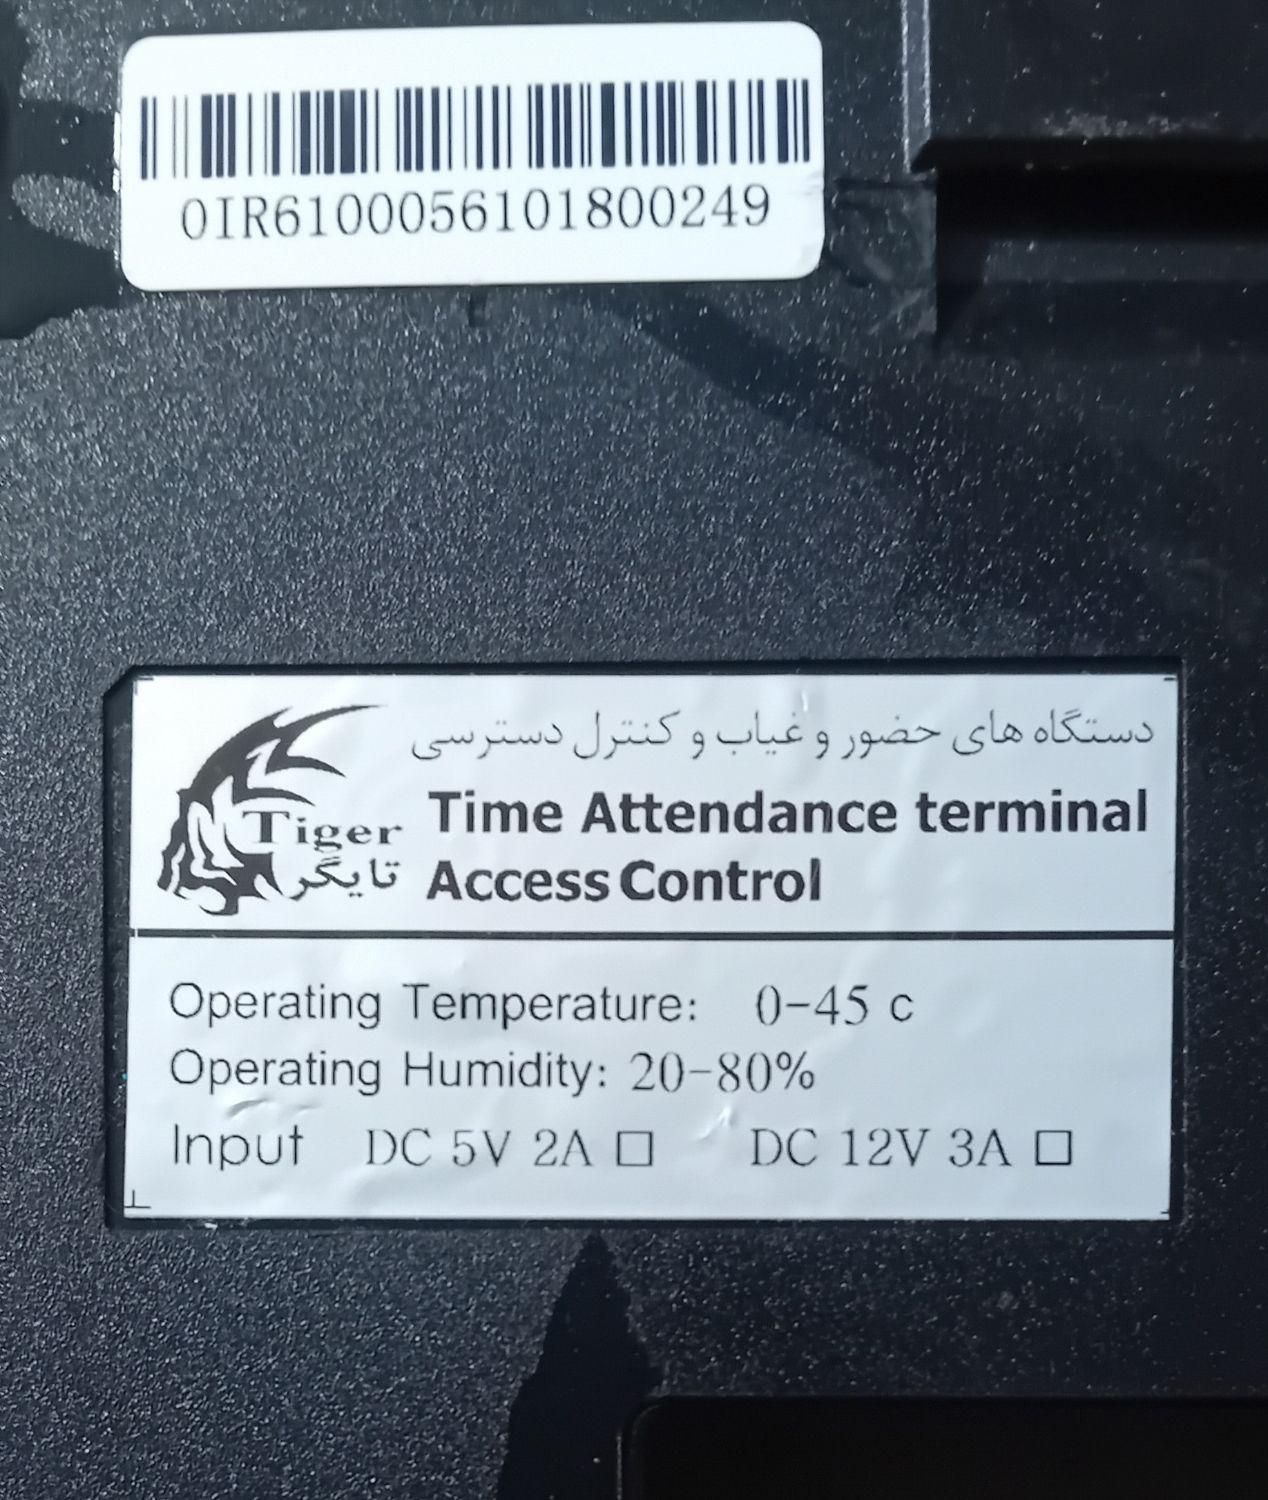 0IR6100056101800249
دستگاه های حضور و غیاب و کنترل دسترسی
Tiger
تایگر
Time Attendance terminal
Access Control
Operating Temperature: 0-45 c
Operating Humidity: 20-80%
Input DC 5V 2A □ DC 12V 3A □